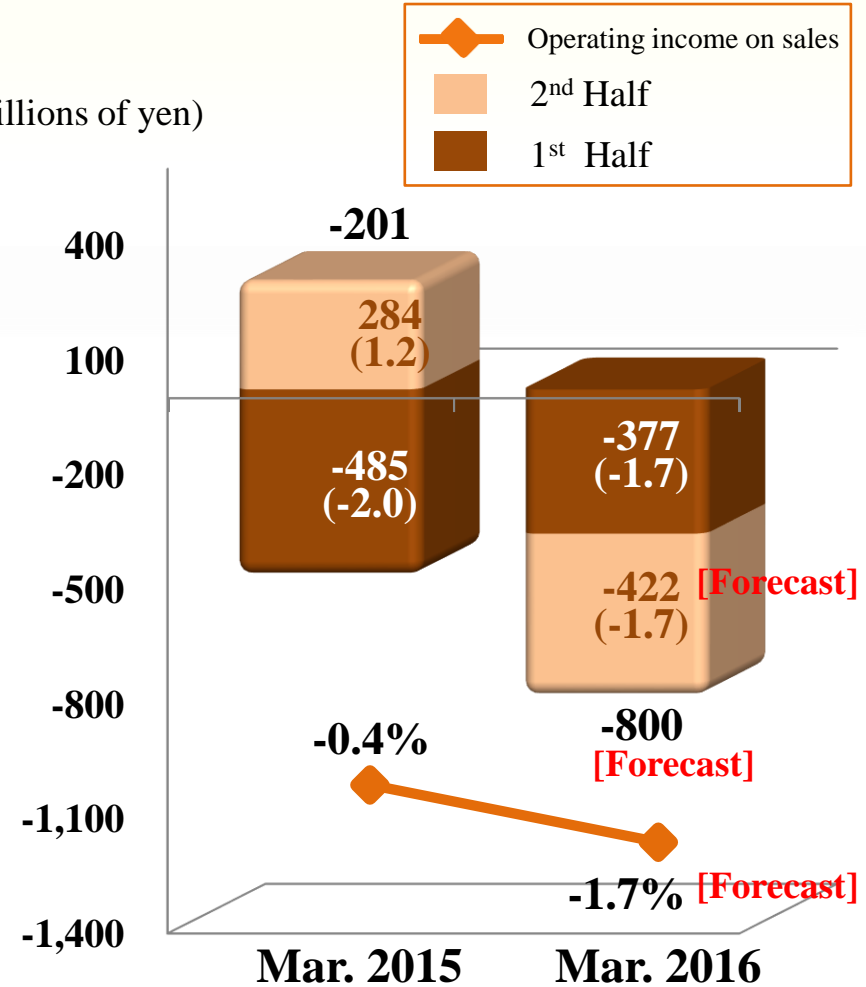 Operating income on sales
2nd Half
1st Half
illions of yen)
-201
400
284
(1.2)
100
-377
(-1.7)
-485
(-2.0)
-200
-500
-422
(-1.7)
[Forecast]
-800
-800
[Forecast]
-0.4%
-1,100
-1.7%
[Forecast]
-1,400
Mar. 2015
Mar. 2016